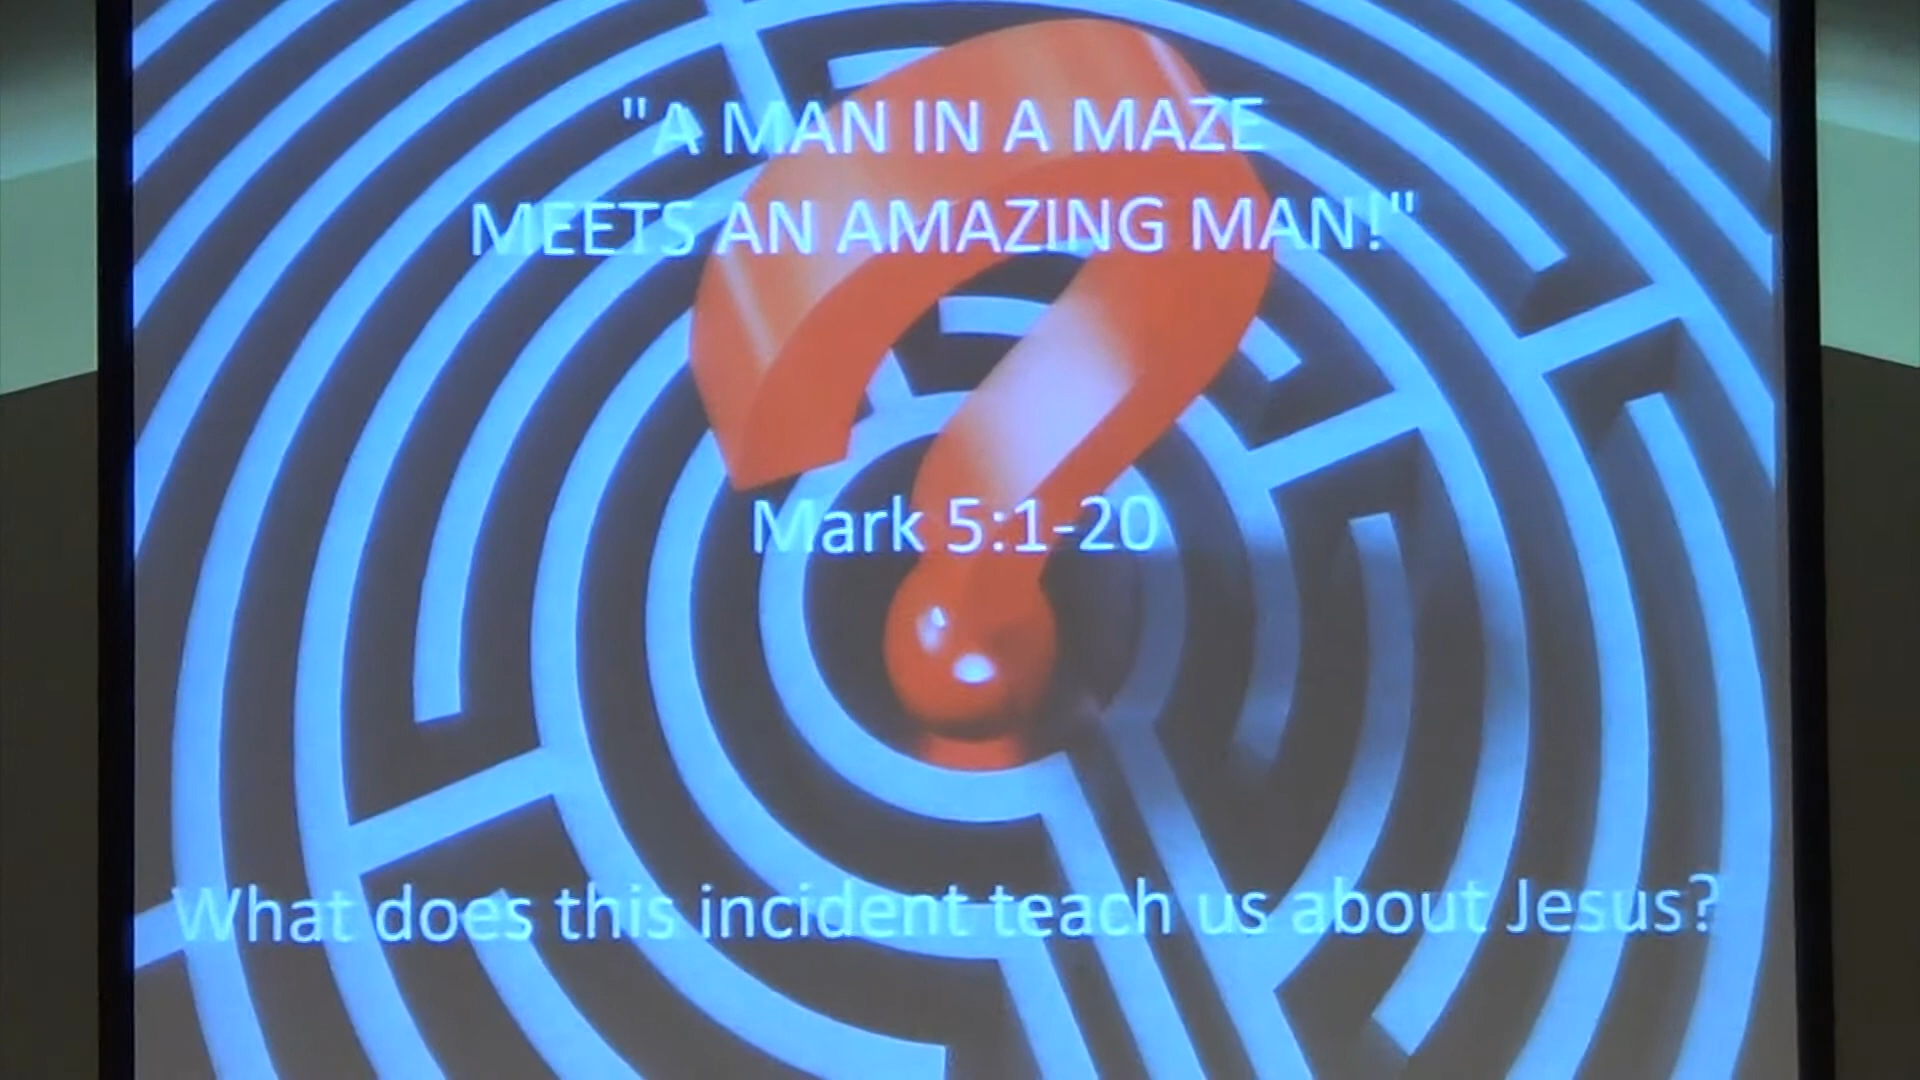 "A MAN IN A MAZE
MEETS AN AMAZING MAN!"
Mark 5:1-20
What does this incident teach us about Jesus?